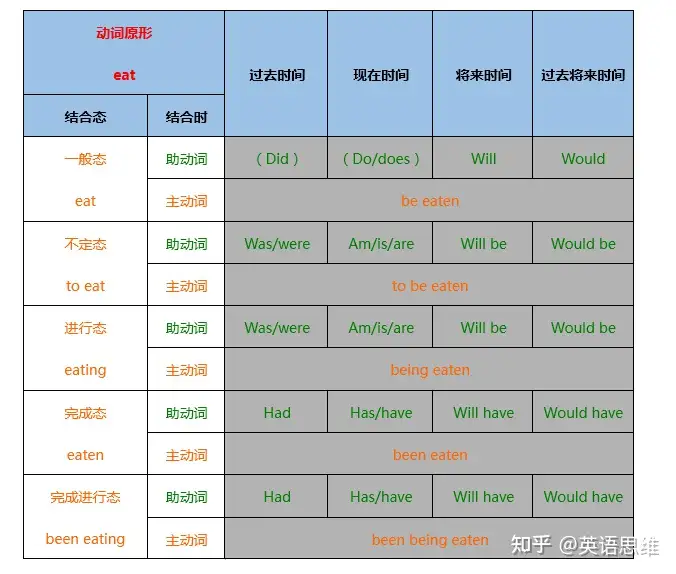 动词原形
eat
过去时间 现在时间 将来时间 过去将来时间
结合态 结合时
一般态 助动词 （Did） （Do/does） Will Would
eat 主动词 be eaten
不定态 助动词 Was/were Am/is/are Will be Would be
to eat 主动词 to be eaten
进行态 助动词 Was/were Am/is/are Will be Would be
eating 主动词 being eaten
完成态 助动词 Had Has/have Will have Would have
eaten 主动词 been eaten
完成进行态 助动词 Had Has/have Will have Would have
been eating 主动词 been being eaten
知乎 @英语思维